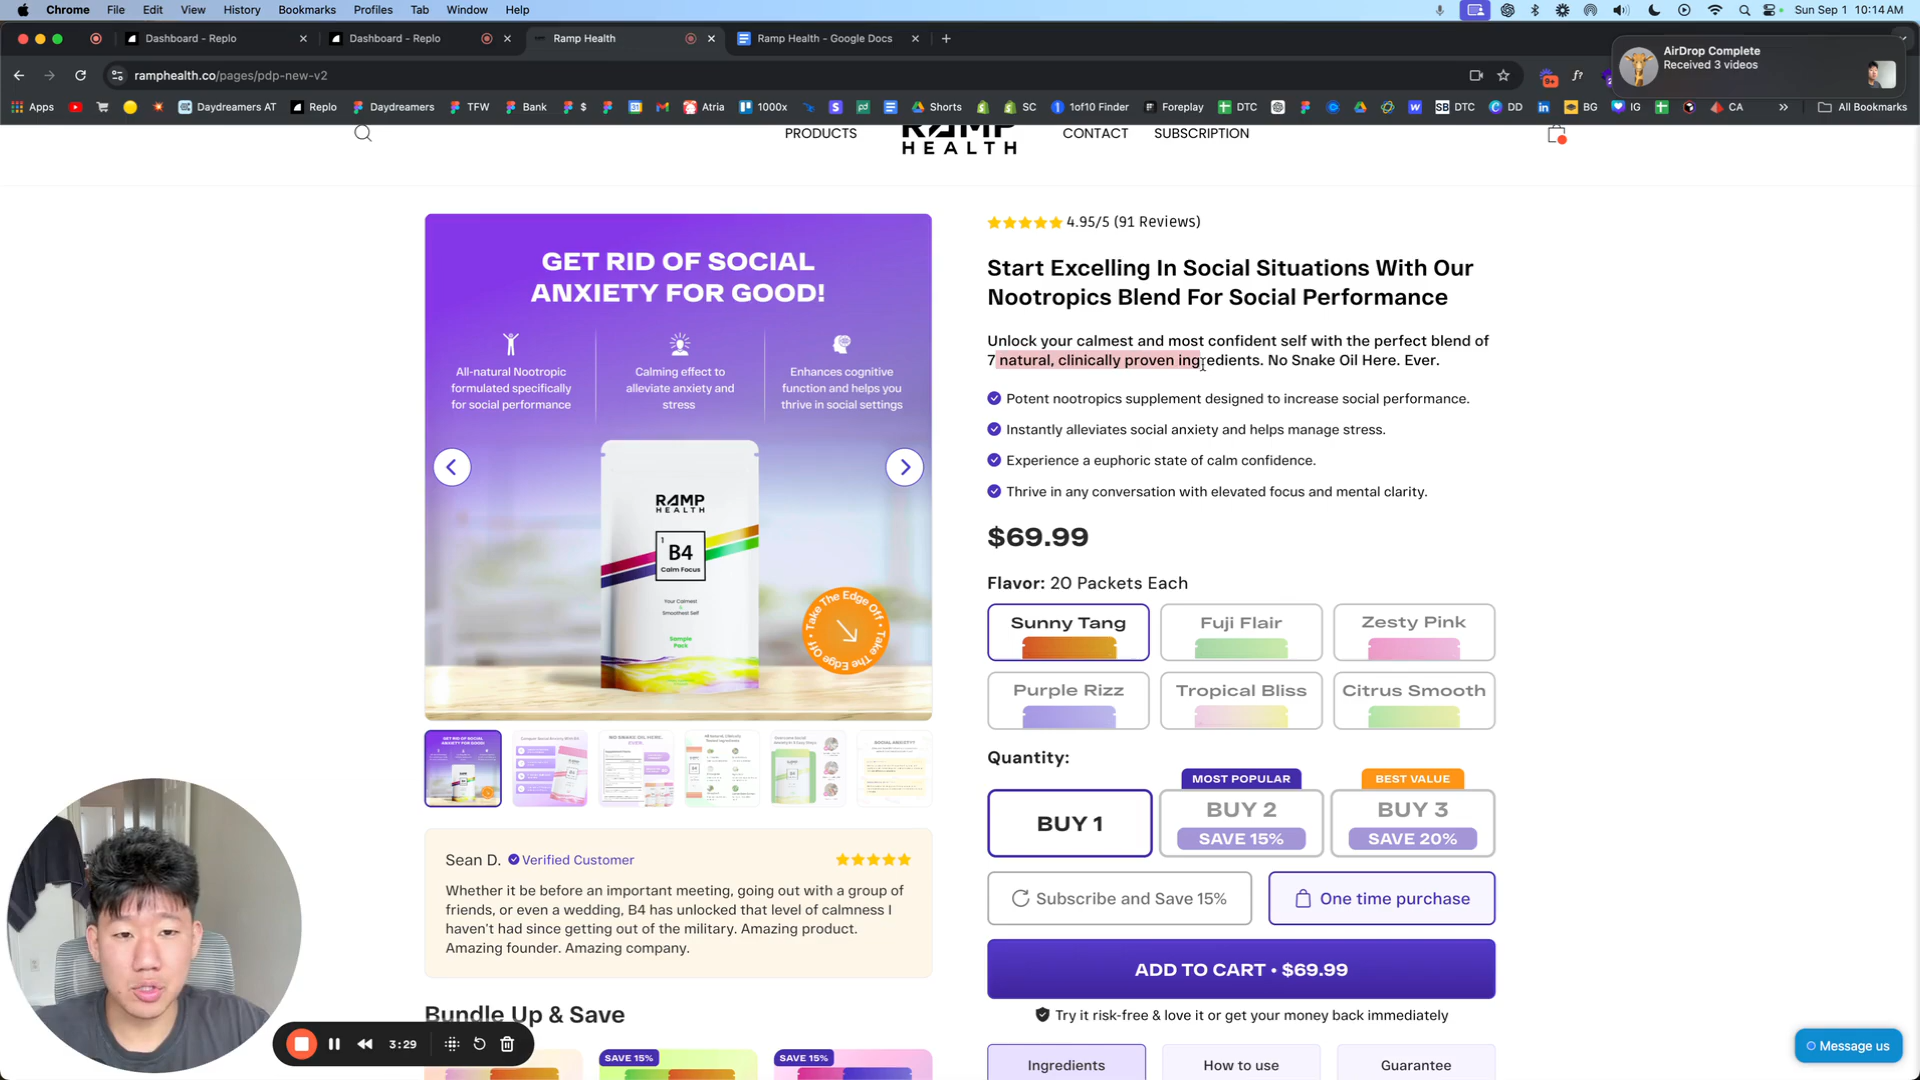 Chrome File Edit View History Bookmarks Profiles Tab Window Help
Sun Sep 1 10:14 AM
Dashboard - Replo
Dashboard - Replo
Ramp Health
Ramp Health - Google Docs
AirDrop Complete
Received 3 videos
ramphealth.co/pages/pdp-new-v2
Apps Daydreamers AT Replo Daydreamers TFW Bank $ Atria 1000x Shorts SC 1of10 Finder Foreplay DTC DTC DD BG IG CA All Bookmarks
PRODUCTS
RAMP
HEALTH
CONTACT
SUBSCRIPTION
GET RID OF SOCIAL
ANXIETY FOR GOOD!
All-natural Nootropic
formulated specifically
for social performance
Calming effect to
alleviate anxiety and
stress
Enhances cognitive
function and helps you
thrive in social settings
RAMP
HEALTH
1
B4
Calm Focus
Your Calmest
Smoothest Self
Sample
Pack
Take The Edge Off • Take The Edge Off •
4.95/5 (91 Reviews)
Start Excelling In Social Situations With Our
Nootropics Blend For Social Performance
Unlock your calmest and most confident self with the perfect blend of
7 natural, clinically proven ingredients. No Snake Oil Here. Ever.
Potent nootropics supplement designed to increase social performance.
Instantly alleviates social anxiety and helps manage stress.
Experience a euphoric state of calm confidence.
Thrive in any conversation with elevated focus and mental clarity.
$69.99
Flavor: 20 Packets Each
Sunny Tang
Fuji Flair
Zesty Pink
Purple Rizz
Tropical Bliss
Citrus Smooth
Quantity:
BUY 1
MOST POPULAR
BUY 2
SAVE 15%
BEST VALUE
BUY 3
SAVE 20%
Subscribe and Save 15%
One time purchase
ADD TO CART • $69.99
Try it risk-free & love it or get your money back immediately
Ingredients
How to use
Guarantee
Sean D. Verified Customer
Whether it be before an important meeting, going out with a group of
friends, or even a wedding, B4 has unlocked that level of calmness I
haven't had since getting out of the military. Amazing product.
Amazing founder. Amazing company.
Bundle Up & Save
SAVE 15%
SAVE 15%
3:29
Message us